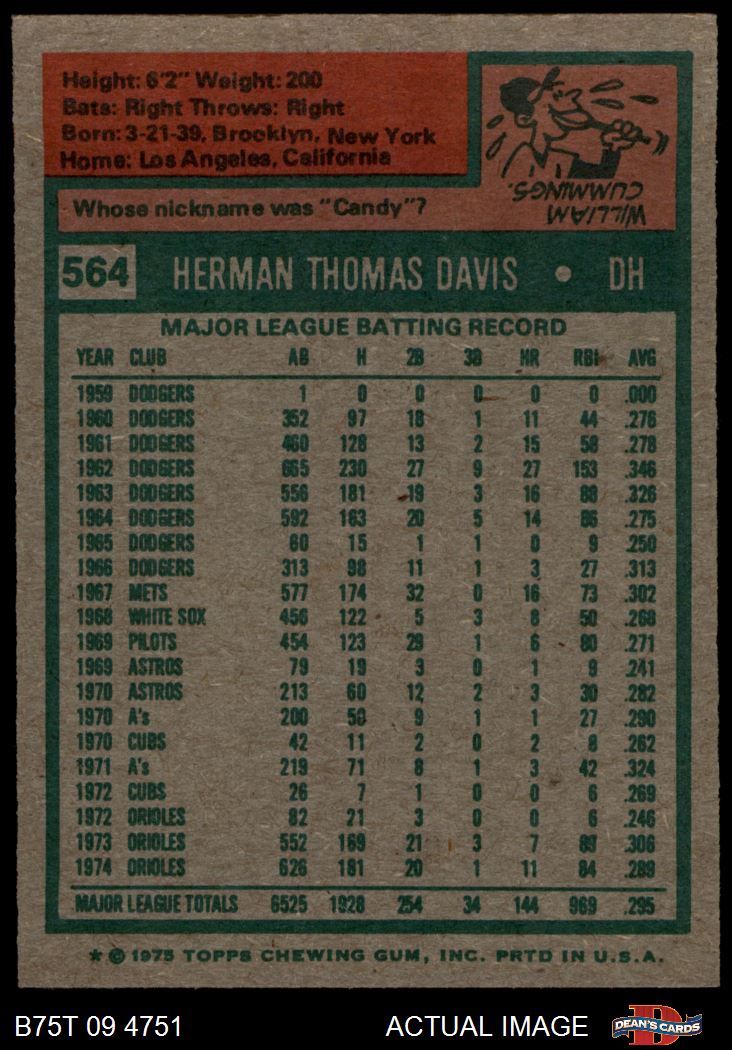 Height: 6'2" Weight: 200
Bats: Right Throws: Right
Born: 3-21-39, Brooklyn, New York
Home: Los Angeles, California
WILLIAM
CUMMINGS.
Whose nickname was "Candy"?
564 HERMAN THOMAS DAVIS • DH
MAJOR LEAGUE BATTING RECORD
YEAR CLUB AB H 2B 3B HR RBI AVG
1959 DODGERS 1 0 0 0 0 0 .000
1960 DODGERS 352 97 18 1 11 44 .276
1961 DODGERS 460 128 13 2 15 58 .278
1962 DODGERS 665 230 27 9 27 153 .346
1963 DODGERS 556 181 19 3 16 88 .326
1964 DODGERS 592 163 20 5 14 86 .275
1965 DODGERS 60 15 1 1 0 9 .250
1966 DODGERS 313 98 11 1 3 27 .313
1967 METS 577 174 32 0 16 73 .302
1968 WHITE SOX 456 122 5 3 8 50 .268
1969 PILOTS 454 123 29 1 6 80 .271
1969 ASTROS 79 19 3 0 1 9 .241
1970 ASTROS 213 60 12 2 3 30 .282
1970 A's 200 58 9 1 1 27 .290
1970 CUBS 42 11 2 0 2 8 .262
1971 A's 219 71 8 1 3 42 .324
1972 CUBS 26 7 1 0 0 6 .269
1972 ORIOLES 82 21 3 0 0 6 .246
1973 ORIOLES 552 169 21 3 7 89 .306
1974 ORIOLES 626 181 20 1 11 84 .289
MAJOR LEAGUE TOTALS 6525 1928 254 34 144 969 .295
* © 1975 TOPPS CHEWING GUM, INC. PRTD IN U.S.A.
B75T 09 4751 ACTUAL IMAGE DEAN'S CARDS